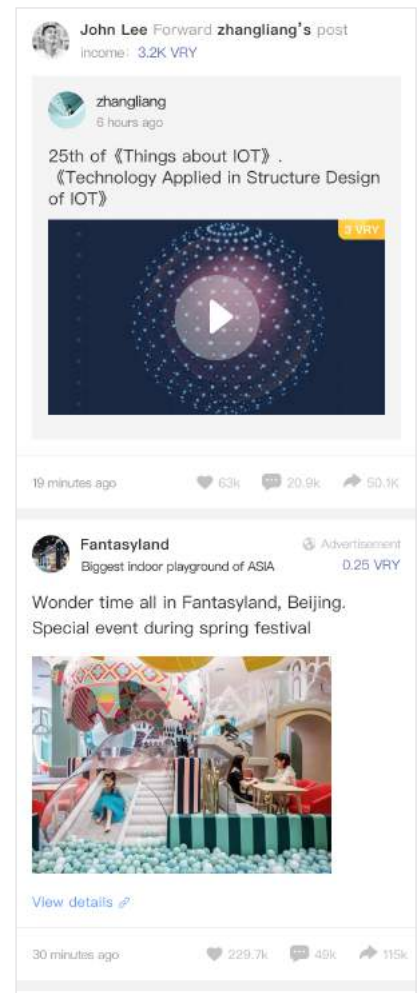 John Lee Forward zhangliang's post
income: 3.2K VRY
zhangliang
6 hours ago
25th of 《Things about IOT》.
《Technology Applied in Structure Design
of IOT》
3 VRY
19 minutes ago 63k 20.9k 50.1K
Fantasyland Advertisement
Biggest indoor playground of ASIA 0.25 VRY
Wonder time all in Fantasyland, Beijing.
Special event during spring festival
View details
30 minutes ago 229.7k 49k 115k